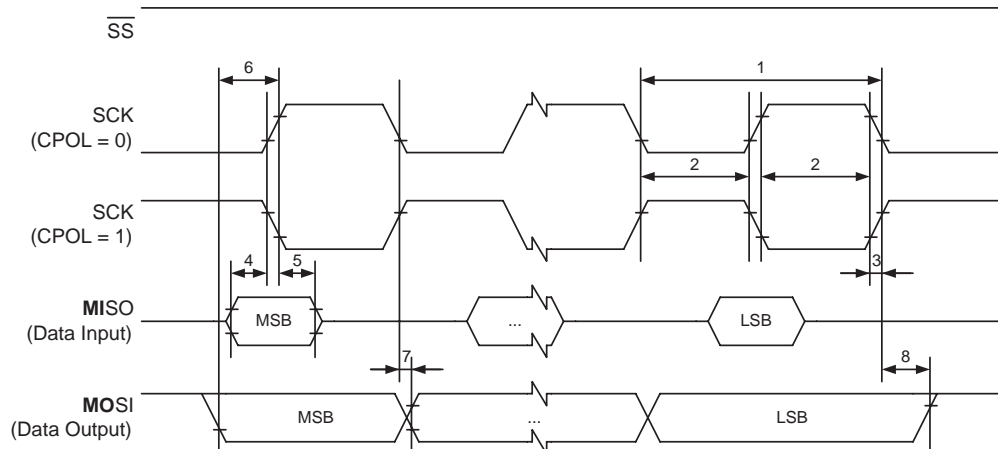 SS
6
1
SCK
(CPOL = 0)
2
2
SCK
(CPOL = 1)
4
5
3
MISO
(Data Input)
MSB
...
LSB
7
8
MOSI
(Data Output)
MSB
...
LSB